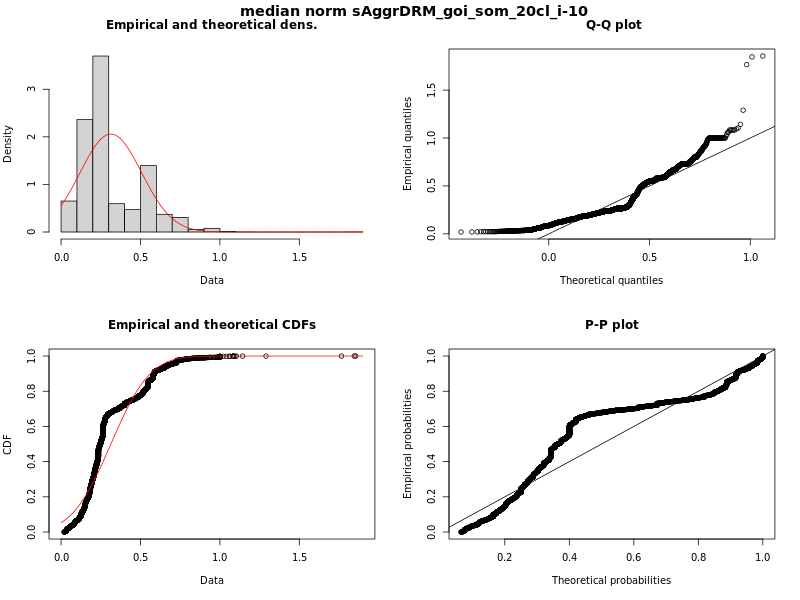 median norm sAggrDRM_goi_som_20cl_i-10
Empirical and theoretical dens.
Density
0 1 2 3
0.0 0.5 1.0 1.5
Data
Q-Q plot
Empirical quantiles
0.0 0.5 1.0 1.5
0.0 0.5 1.0
Theoretical quantiles
Empirical and theoretical CDFs
CDF
0.0 0.2 0.4 0.6 0.8 1.0
0.0 0.5 1.0 1.5
Data
P-P plot
Empirical probabilities
0.0 0.2 0.4 0.6 0.8 1.0
0.2 0.4 0.6 0.8 1.0
Theoretical probabilities